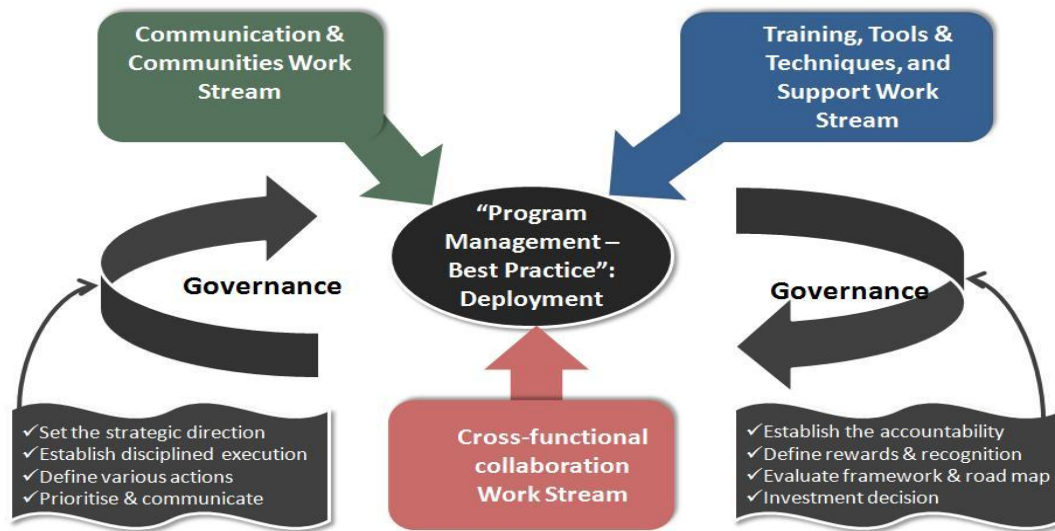 Communication &
Communities Work
Stream
Training, Tools &
Techniques, and
Support Work
Stream
“Program
Management –
Best Practice”:
Deployment
Governance
Governance
✓Set the strategic direction
✓Establish disciplined execution
✓Define various actions
✓Prioritise & communicate
Cross-functional
collaboration
Work Stream
✓Establish the accountability
✓Define rewards & recognition
✓Evaluate framework & road map
✓Investment decision